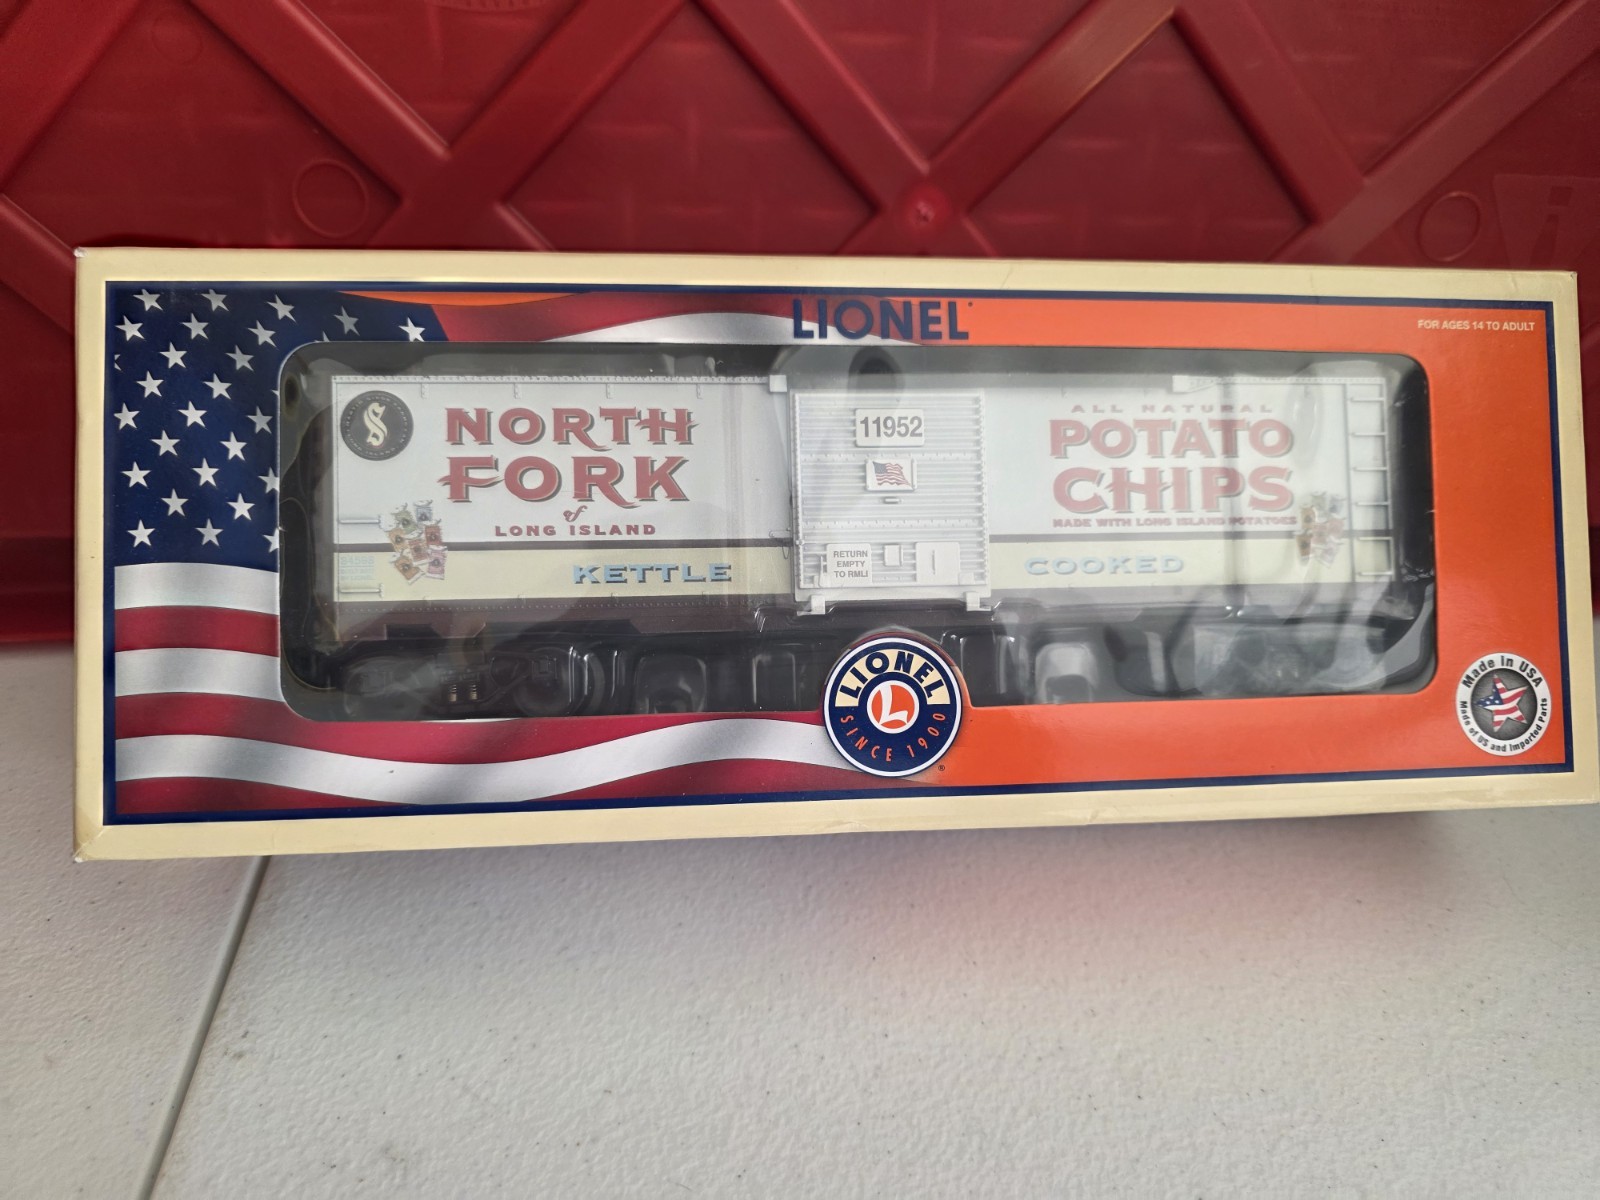 LIONEL
FOR AGES 14 TO ADULT
S
NORTH
FORK
of
LONG ISLAND
KETTLE
11952
RETURN
EMPTY
TO RMLI
ALL NATURAL
POTATO
CHIPS
MADE WITH LONG ISLAND POTATOES
COOKED
LIONEL
L
SINCE 1900
®
Made in USA
Made of US and Imported Parts